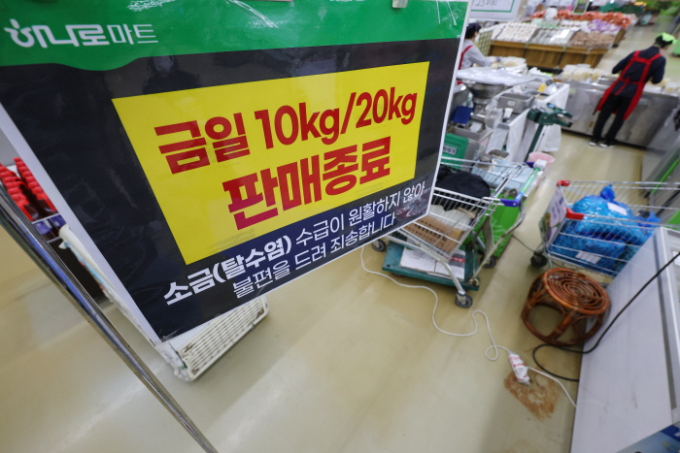 하나로마트
금일 10kg/20kg
판매종료
소금(탈수염) 수급이 원활하지 않아
불편을 드려 죄송합니다